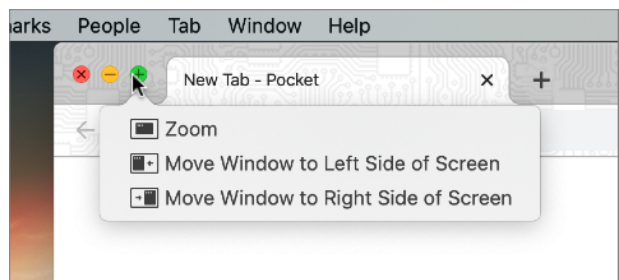 arks People Tab Window Help
New Tab - Pocket
Zoom
Move Window to Left Side of Screen
Move Window to Right Side of Screen